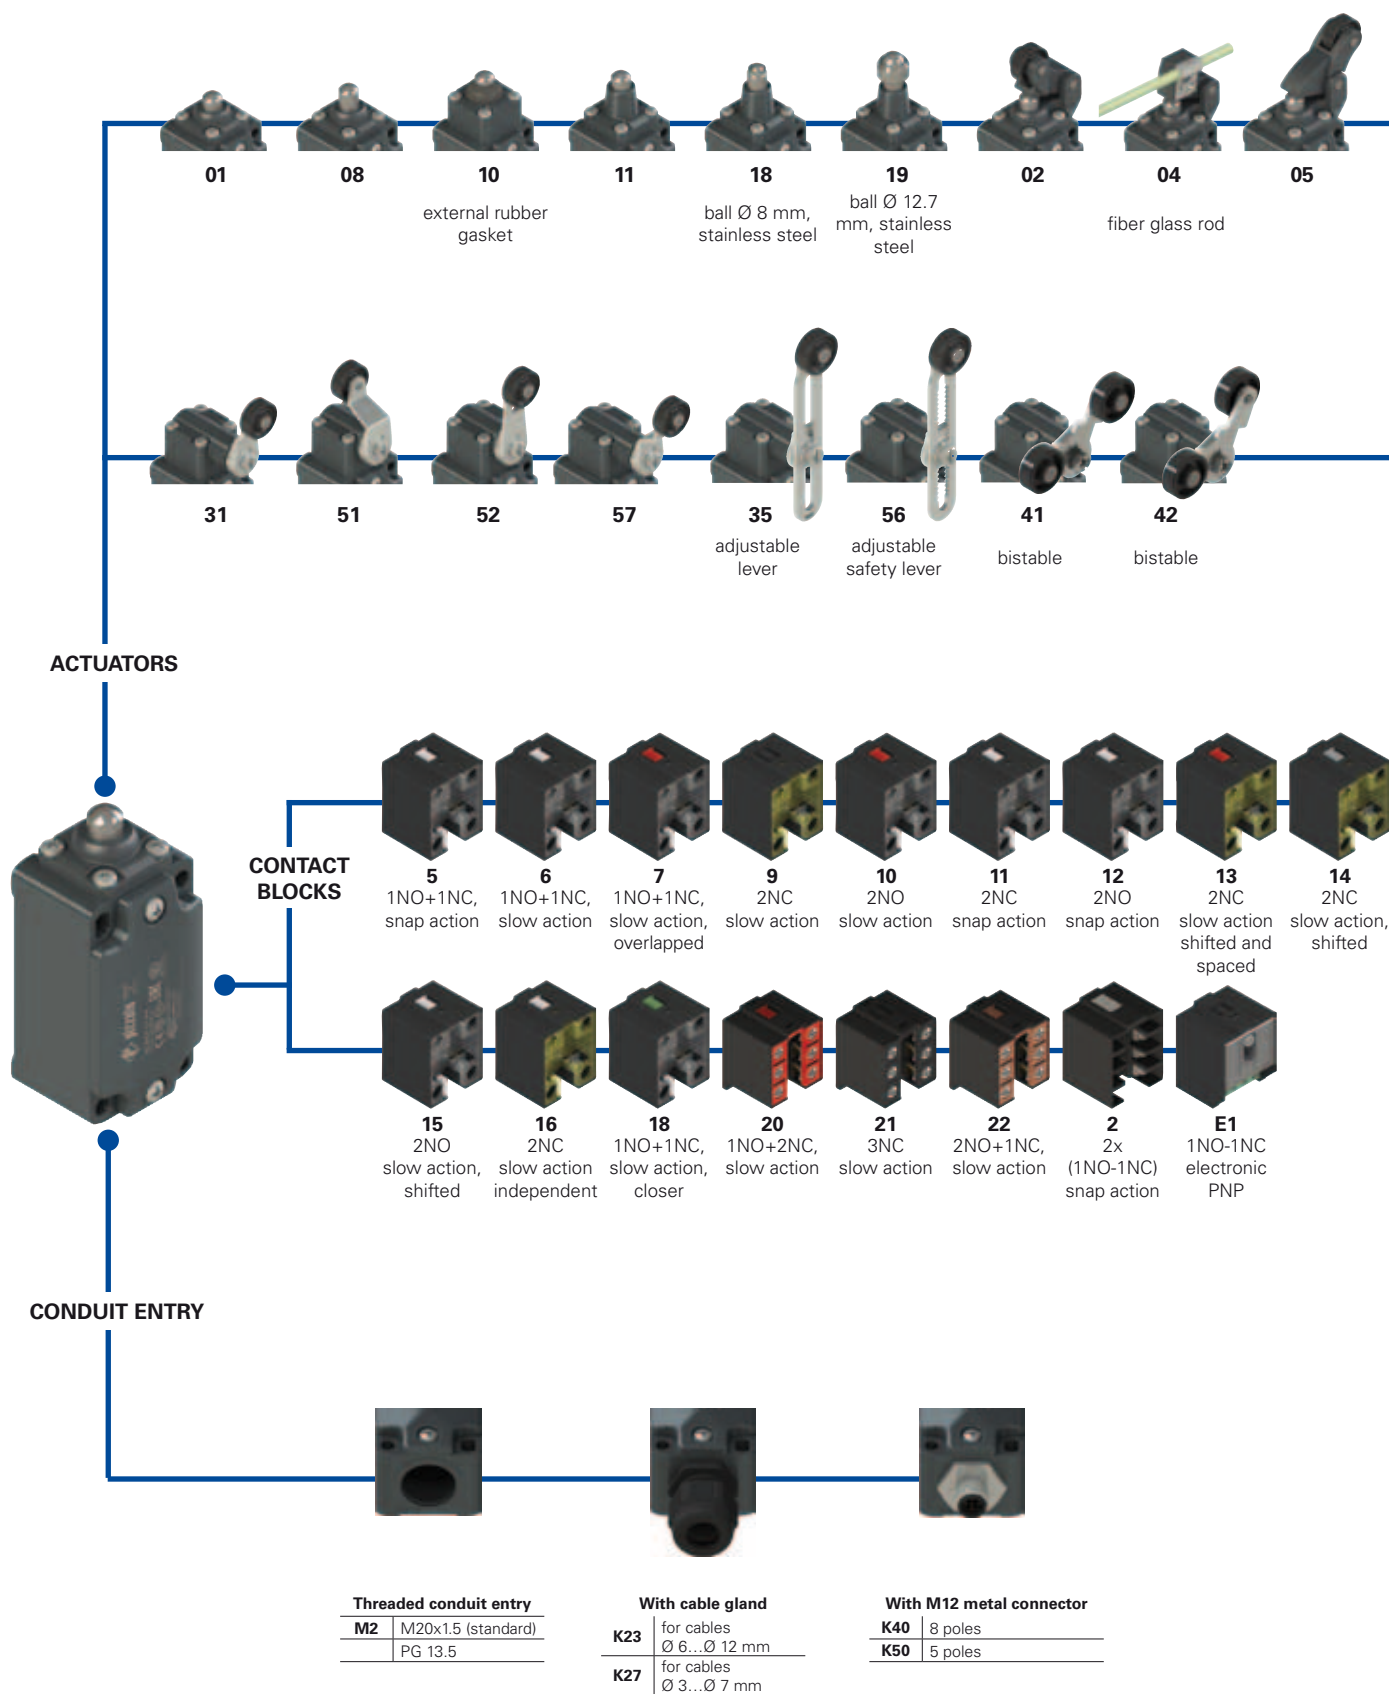 01
08
10
11
18
19
02
04
05
external rubber
gasket
ball Ø 8 mm,
stainless steel
ball Ø 12.7
mm, stainless
steel
fiber glass rod
31
51
52
57
35
56
41
42
adjustable
lever
adjustable
safety lever
bistable
bistable
ACTUATORS
CONTACT
BLOCKS
5
1NO+1NC,
snap action
6
1NO+1NC,
slow action
7
1NO+1NC,
slow action,
overlapped
9
2NC
slow action
10
2NO
slow action
11
2NC
snap action
12
2NO
snap action
13
2NC
slow action
shifted and
spaced
14
2NC
slow action,
shifted
15
2NO
slow action,
shifted
16
2NC
slow action
independent
18
1NO+1NC,
slow action,
closer
20
1NO+2NC,
slow action
21
3NC
slow action
22
2NO+1NC,
slow action
2
2x
(1NO-1NC)
snap action
E1
1NO-1NC
electronic
PNP
CONDUIT ENTRY
Threaded conduit entry
M2 M20x1.5 (standard)
PG 13.5
With cable gland
K23 for cables
Ø 6...Ø 12 mm
K27 for cables
Ø 3...Ø 7 mm
With M12 metal connector
K40 8 poles
K50 5 poles